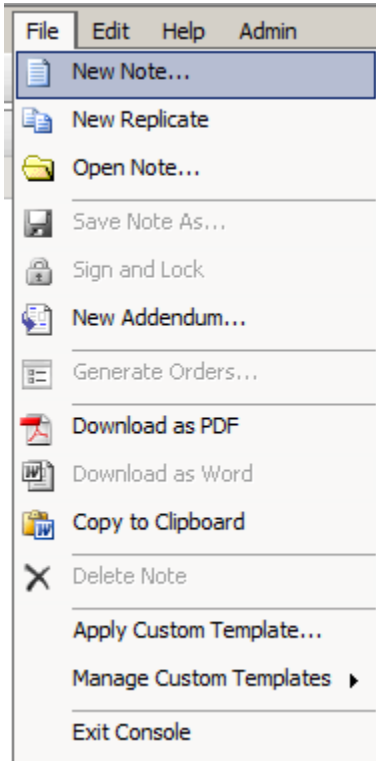 File Edit Help Admin
New Note...
New Replicate
Open Note...
Save Note As...
Sign and Lock
New Addendum...
Generate Orders...
Download as PDF
Download as Word
Copy to Clipboard
Delete Note
Apply Custom Template...
Manage Custom Templates
Exit Console